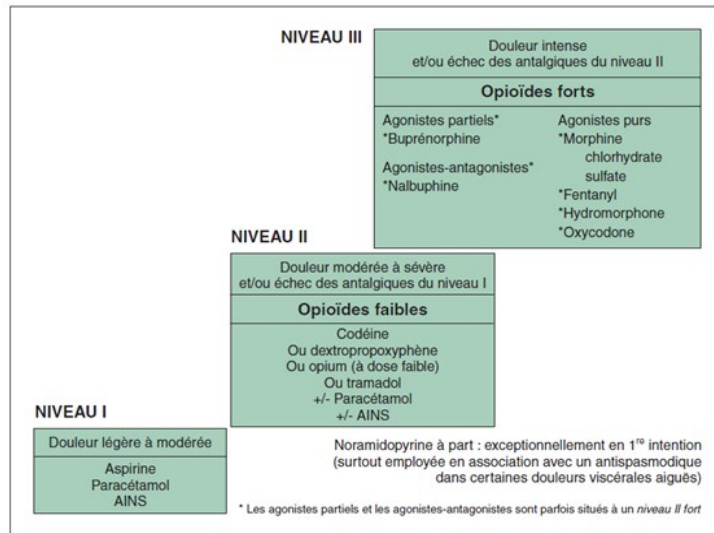 NIVEAU III
Douleur intense
et/ou échec des antalgiques du niveau II
Opioïdes forts
Agonistes partiels*
*Buprénorphine
Agonistes-antagonistes*
*Nalbuphine
Agonistes purs
*Morphine
chlorhydrate
sulfate
*Fentanyl
*Hydromorphone
*Oxycodone
NIVEAU II
Douleur modérée à sévère
et/ou échec des antalgiques du niveau I
Opioïdes faibles
Codéine
Ou dextropropoxyphène
Ou opium (à dose faible)
Ou tramadol
+/- Paracétamol
+/- AINS
NIVEAU I
Douleur légère à modérée
Aspirine
Paracétamol
AINS
Noramidopyrine à part : exceptionnellement en 1re intention
(surtout employée en association avec un antispasmodique
dans certaines douleurs viscérales aiguës)
* Les agonistes partiels et les agonistes-antagonistes sont parfois situés à un niveau II fort